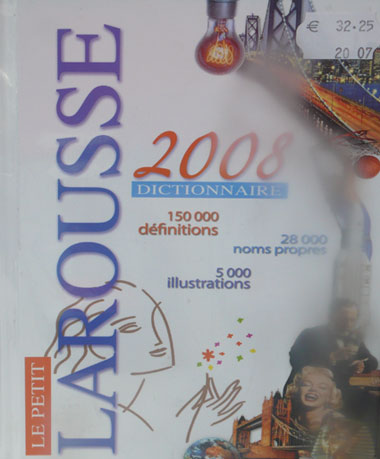 € 32.25
20 07
LE PETIT
LAROUSSE
2008
DICTIONNAIRE
150 000
définitions
28 000
noms propres
5 000
illustrations